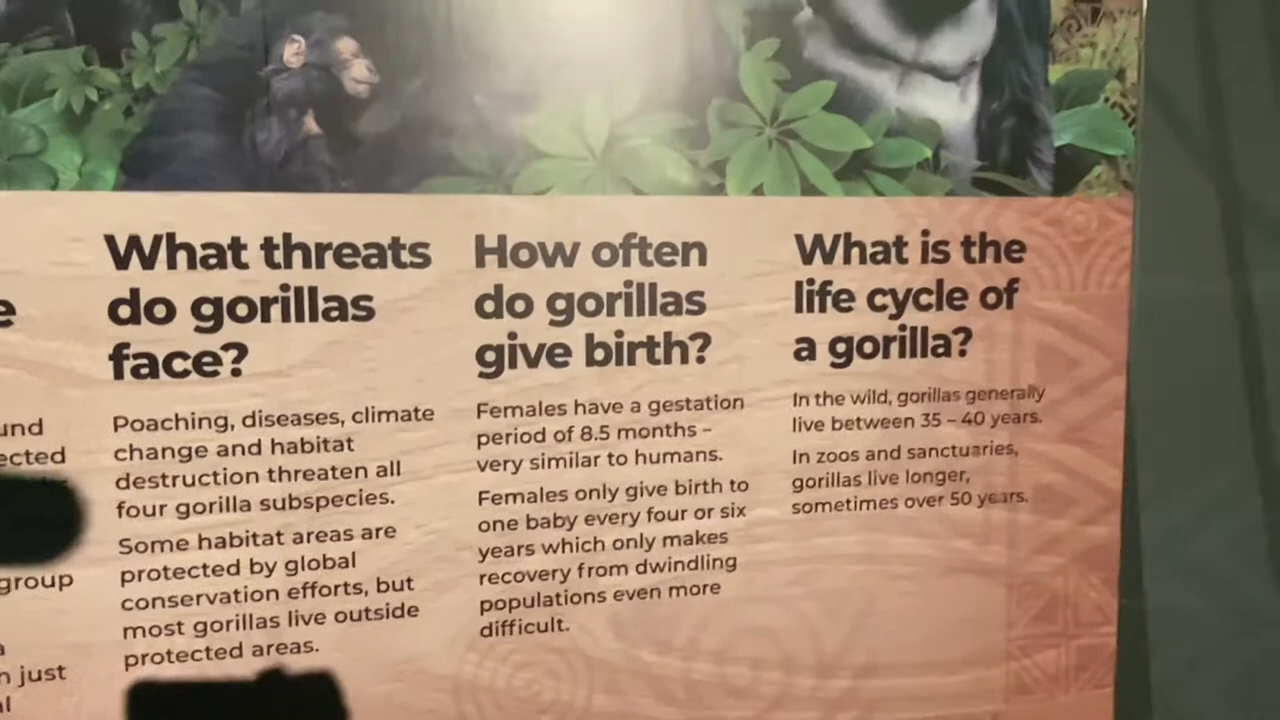 What threats
do gorillas
face?
Poaching, diseases, climate
change and habitat
destruction threaten all
four gorilla subspecies.
Some habitat areas are
protected by global
conservation efforts, but
most gorillas live outside
protected areas.
How often
do gorillas
give birth?
Females have a gestation
period of 8.5 months –
very similar to humans.
Females only give birth to
one baby every four or six
years which only makes
recovery from dwindling
populations even more
difficult.
What is the
life cycle of
a gorilla?
In the wild, gorillas generally
live between 35 – 40 years.
In zoos and sanctuaries,
gorillas live longer,
sometimes over 50 years.
group
just